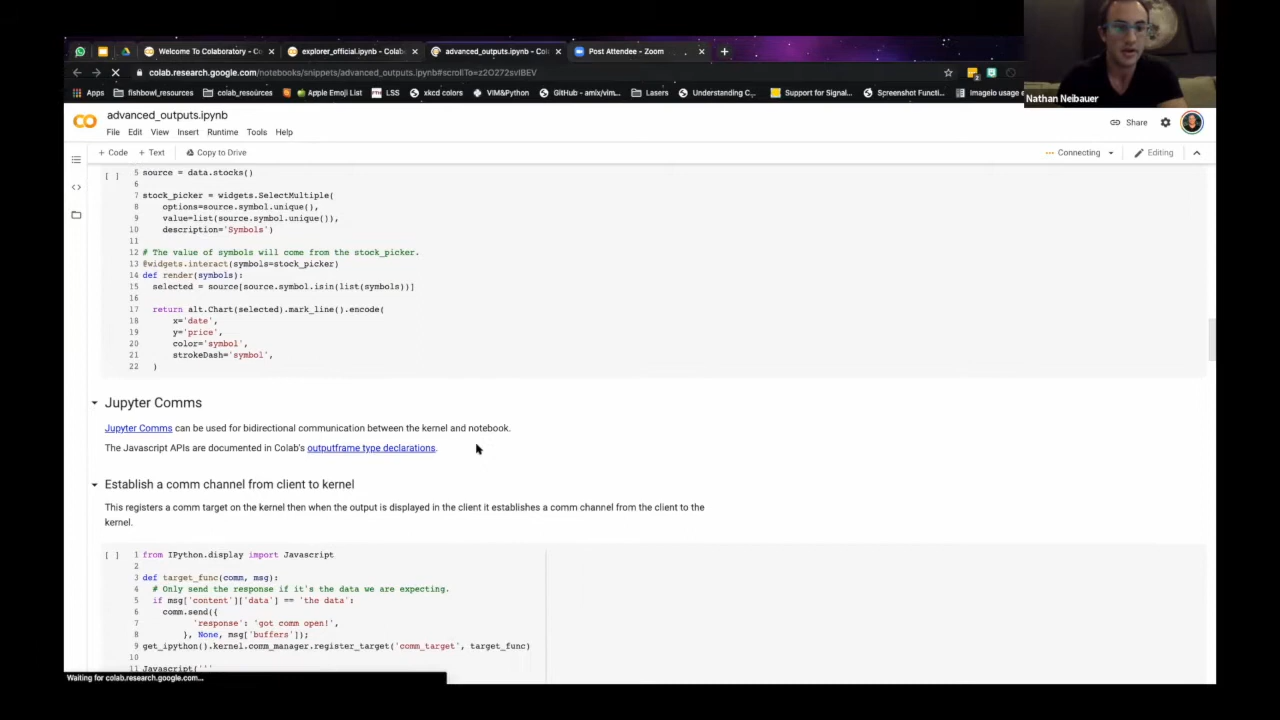 Welcome To Colaboratory - C
explorer_official.ipynb - Colab
advanced_outputs.ipynb - Col
Post Attendee - Zoom
colab.research.google.com/notebooks/snippets/advanced_outputs.ipynb#scrollTo=z2O272svIBEV
Apps
fishbowl_resources
colab_resources
Apple Emoji List
LSS
xkcd colors
VIM&Python
GitHub - amix/vim...
Lasers
Understanding C...
Support for Signal...
Screenshot Functi...
Imageio usage
Nathan Neibauer
advanced_outputs.ipynb
File Edit View Insert Runtime Tools Help
Share
+ Code + Text Copy to Drive
Connecting
Editing
[ ]
5 source = data.stocks()
6
7 stock_picker = widgets.SelectMultiple(
8 options=source.symbol.unique(),
9 value=list(source.symbol.unique()),
10 description='Symbols')
11
12 # The value of symbols will come from the stock_picker.
13 @widgets.interact(symbols=stock_picker)
14 def render(symbols):
15 selected = source[source.symbol.isin(list(symbols))]
16
17 return alt.Chart(selected).mark_line().encode(
18 x='date',
19 y='price',
20 color='symbol',
21 strokeDash='symbol',
22 )
Jupyter Comms
Jupyter Comms can be used for bidirectional communication between the kernel and notebook.
The Javascript APIs are documented in Colab's outputframe type declarations.
Establish a comm channel from client to kernel
This registers a comm target on the kernel then when the output is displayed in the client it establishes a comm channel from the client to the
kernel.
[ ] 1 from IPython.display import Javascript
2
3 def target_func(comm, msg):
4 # Only send the response if it's the data we are expecting.
5 if msg['content']['data'] == 'the data':
6 comm.send({
7 'response': 'got comm open!',
8 }, None, msg['buffers']);
9 get_ipython().kernel.comm_manager.register_target('comm_target', target_func)
10
11 Javascript('''
Waiting for colab.research.google.com...